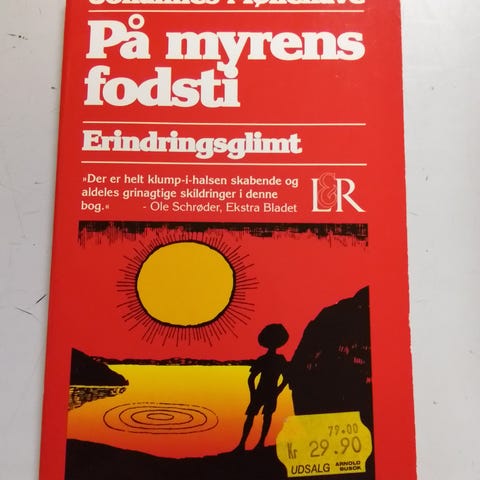 På myrens
fodsti
Erindringsglimt
»Der er helt klump-i-halsen skabende og
aldeles grinagtige skildringer i denne
bog.« - Ole Schrøder, Ekstra Bladet
L&R
79.00
Kr 29.90
UDSALG ARNOLD
BUSCK